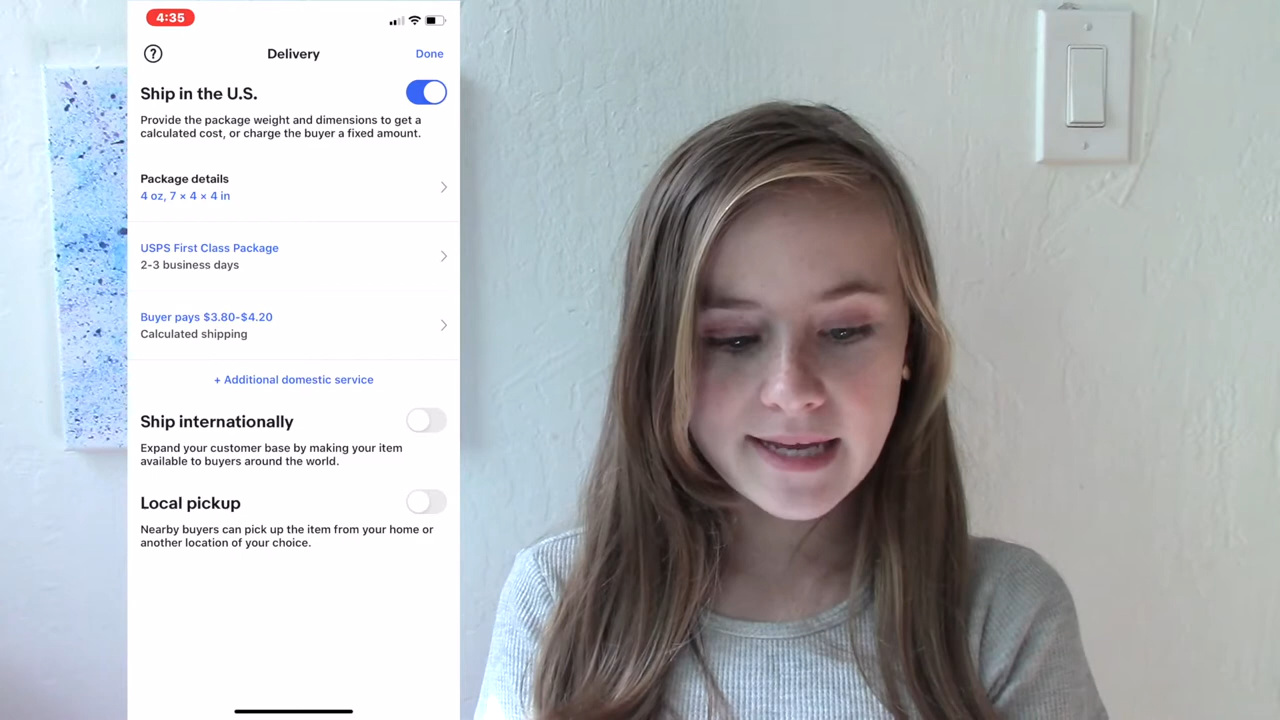 4:35
Delivery
Done
Ship in the U.S.
Provide the package weight and dimensions to get a
calculated cost, or charge the buyer a fixed amount.
Package details
4 oz, 7 × 4 × 4 in
USPS First Class Package
2-3 business days
Buyer pays $3.80-$4.20
Calculated shipping
+ Additional domestic service
Ship internationally
Expand your customer base by making your item
available to buyers around the world.
Local pickup
Nearby buyers can pick up the item from your home or
another location of your choice.